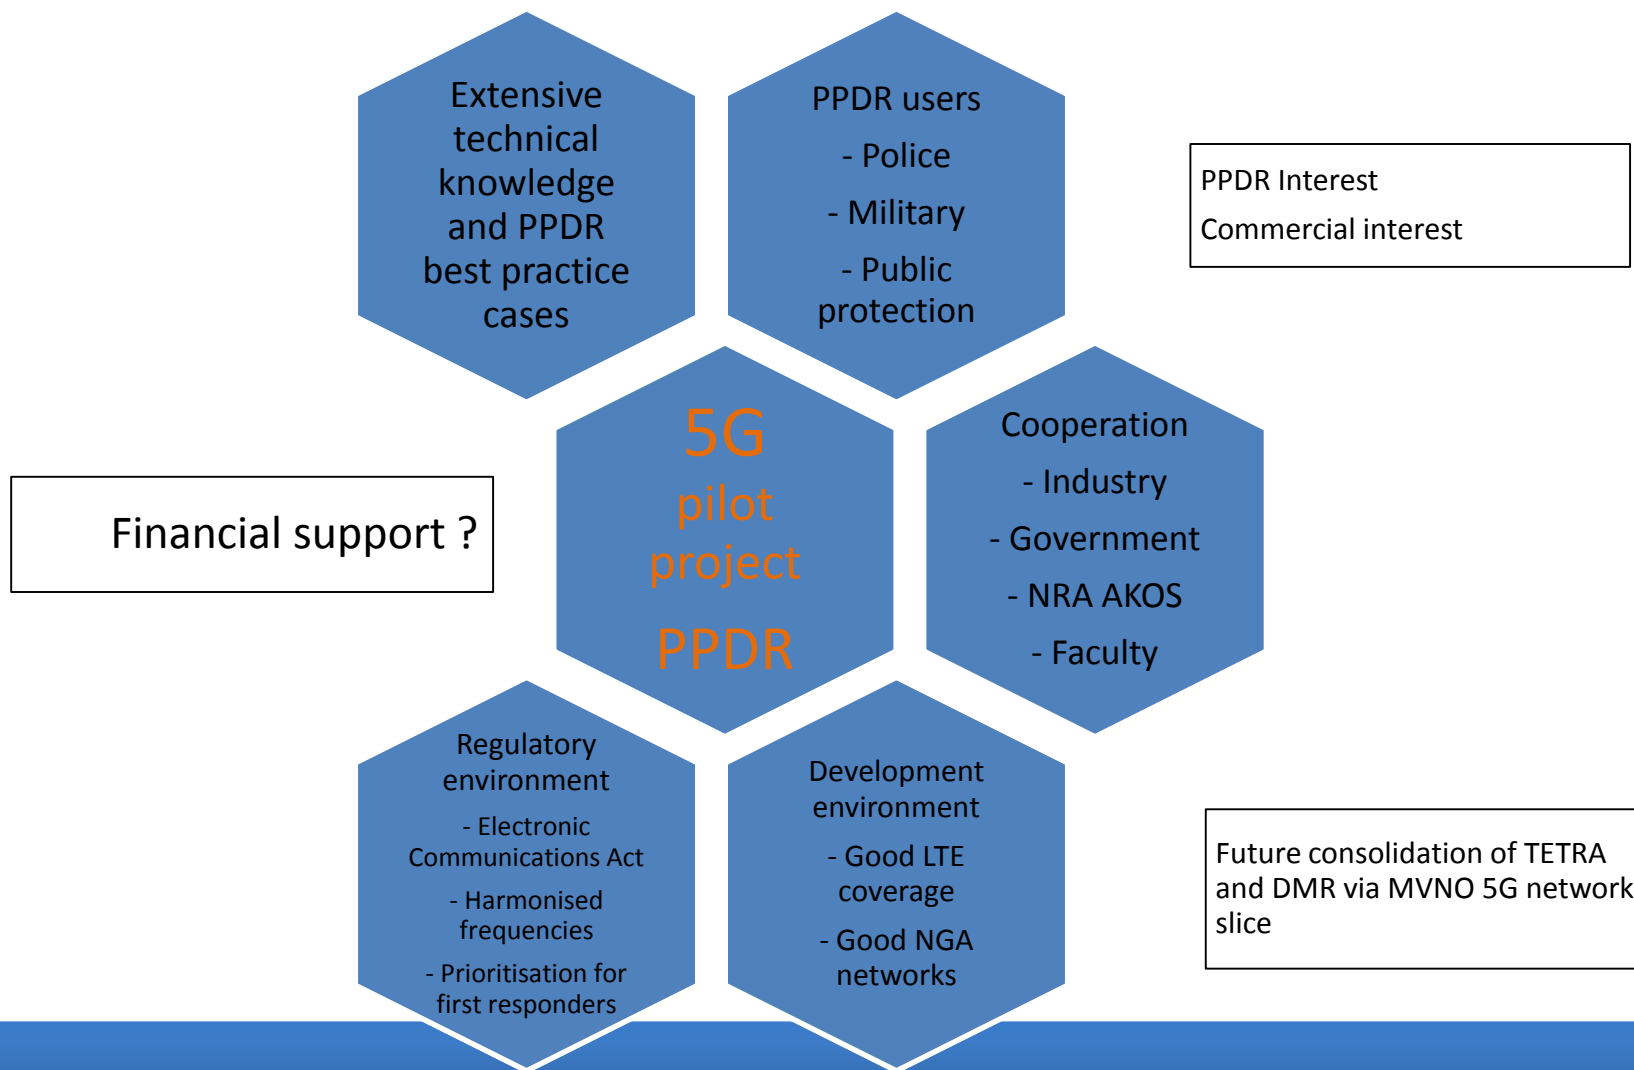 Extensive
technical
knowledge
and PPDR
best practice
cases
PPDR users
- Police
- Military
- Public
protection
PPDR Interest
Commercial interest
Financial support ?
5G
pilot
project
PPDR
Cooperation
- Industry
- Government
- NRA AKOS
- Faculty
Regulatory
environment
- Electronic
Communications Act
- Harmonised
frequencies
- Prioritisation for
first responders
Development
environment
- Good LTE
coverage
- Good NGA
networks
Future consolidation of TETRA
and DMR via MVNO 5G network
slice